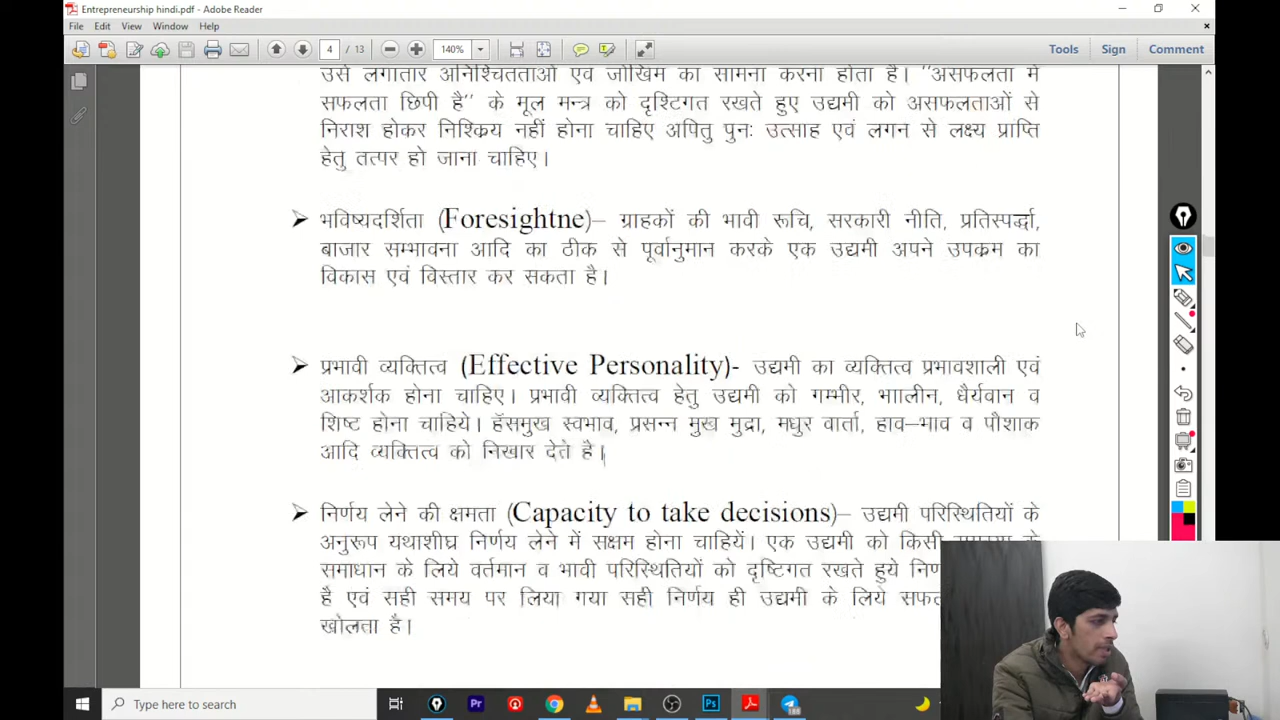 Entrepreneurship hindi.pdf - Adobe Reader
File Edit View Window Help
4 / 13 140% Tools Sign Comment
उसे लगातार अनिश्चितताओं एवं जोखिम का सामना करना होता है। "असफलता में
सफलता छिपी है" के मूल मन्त्र को दृश्टिगत रखते हुए उद्यमी को असफलताओं से
निराश होकर निश्क्रिय नहीं होना चाहिए अपितु पुनः उत्साह एवं लगन से लक्ष्य प्राप्ति
हेतु तत्पर हो जाना चाहिए।
➢ भविष्यदर्शिता (Foresightne)– ग्राहकों की भावी रूचि, सरकारी नीति, प्रतिस्पर्द्धा,
बाजार सम्भावना आदि का ठीक से पूर्वानुमान करके एक उद्यमी अपने उपक्रम का
विकास एवं विस्तार कर सकता है।
➢ प्रभावी व्यक्तित्व (Effective Personality)- उद्यमी का व्यक्तित्व प्रभावशाली एवं
आकर्शक होना चाहिए। प्रभावी व्यक्तित्व हेतु उद्यमी को गम्भीर, भाालीन, धैर्यवान व
शिष्ट होना चाहिये। हॅसमुख स्वभाव, प्रसन्न मुख मुद्रा, मधुर वार्ता, हाव–भाव व पौशाक
आदि व्यक्तित्व को निखार देते है।
➢ निर्णय लेने की क्षमता (Capacity to take decisions)– उद्यमी परिस्थितियों के
अनुरूप यथाशीघ्र निर्णय लेने में सक्षम होना चाहियें। एक उद्यमी को किसी
समाधान के लिये वर्तमान व भावी परिस्थितियों को दृष्टिगत रखते हुये
है एवं सही समय पर लिया गया सही निर्णय ही उद्यमी के लिये
खोलता है।
Type here to search